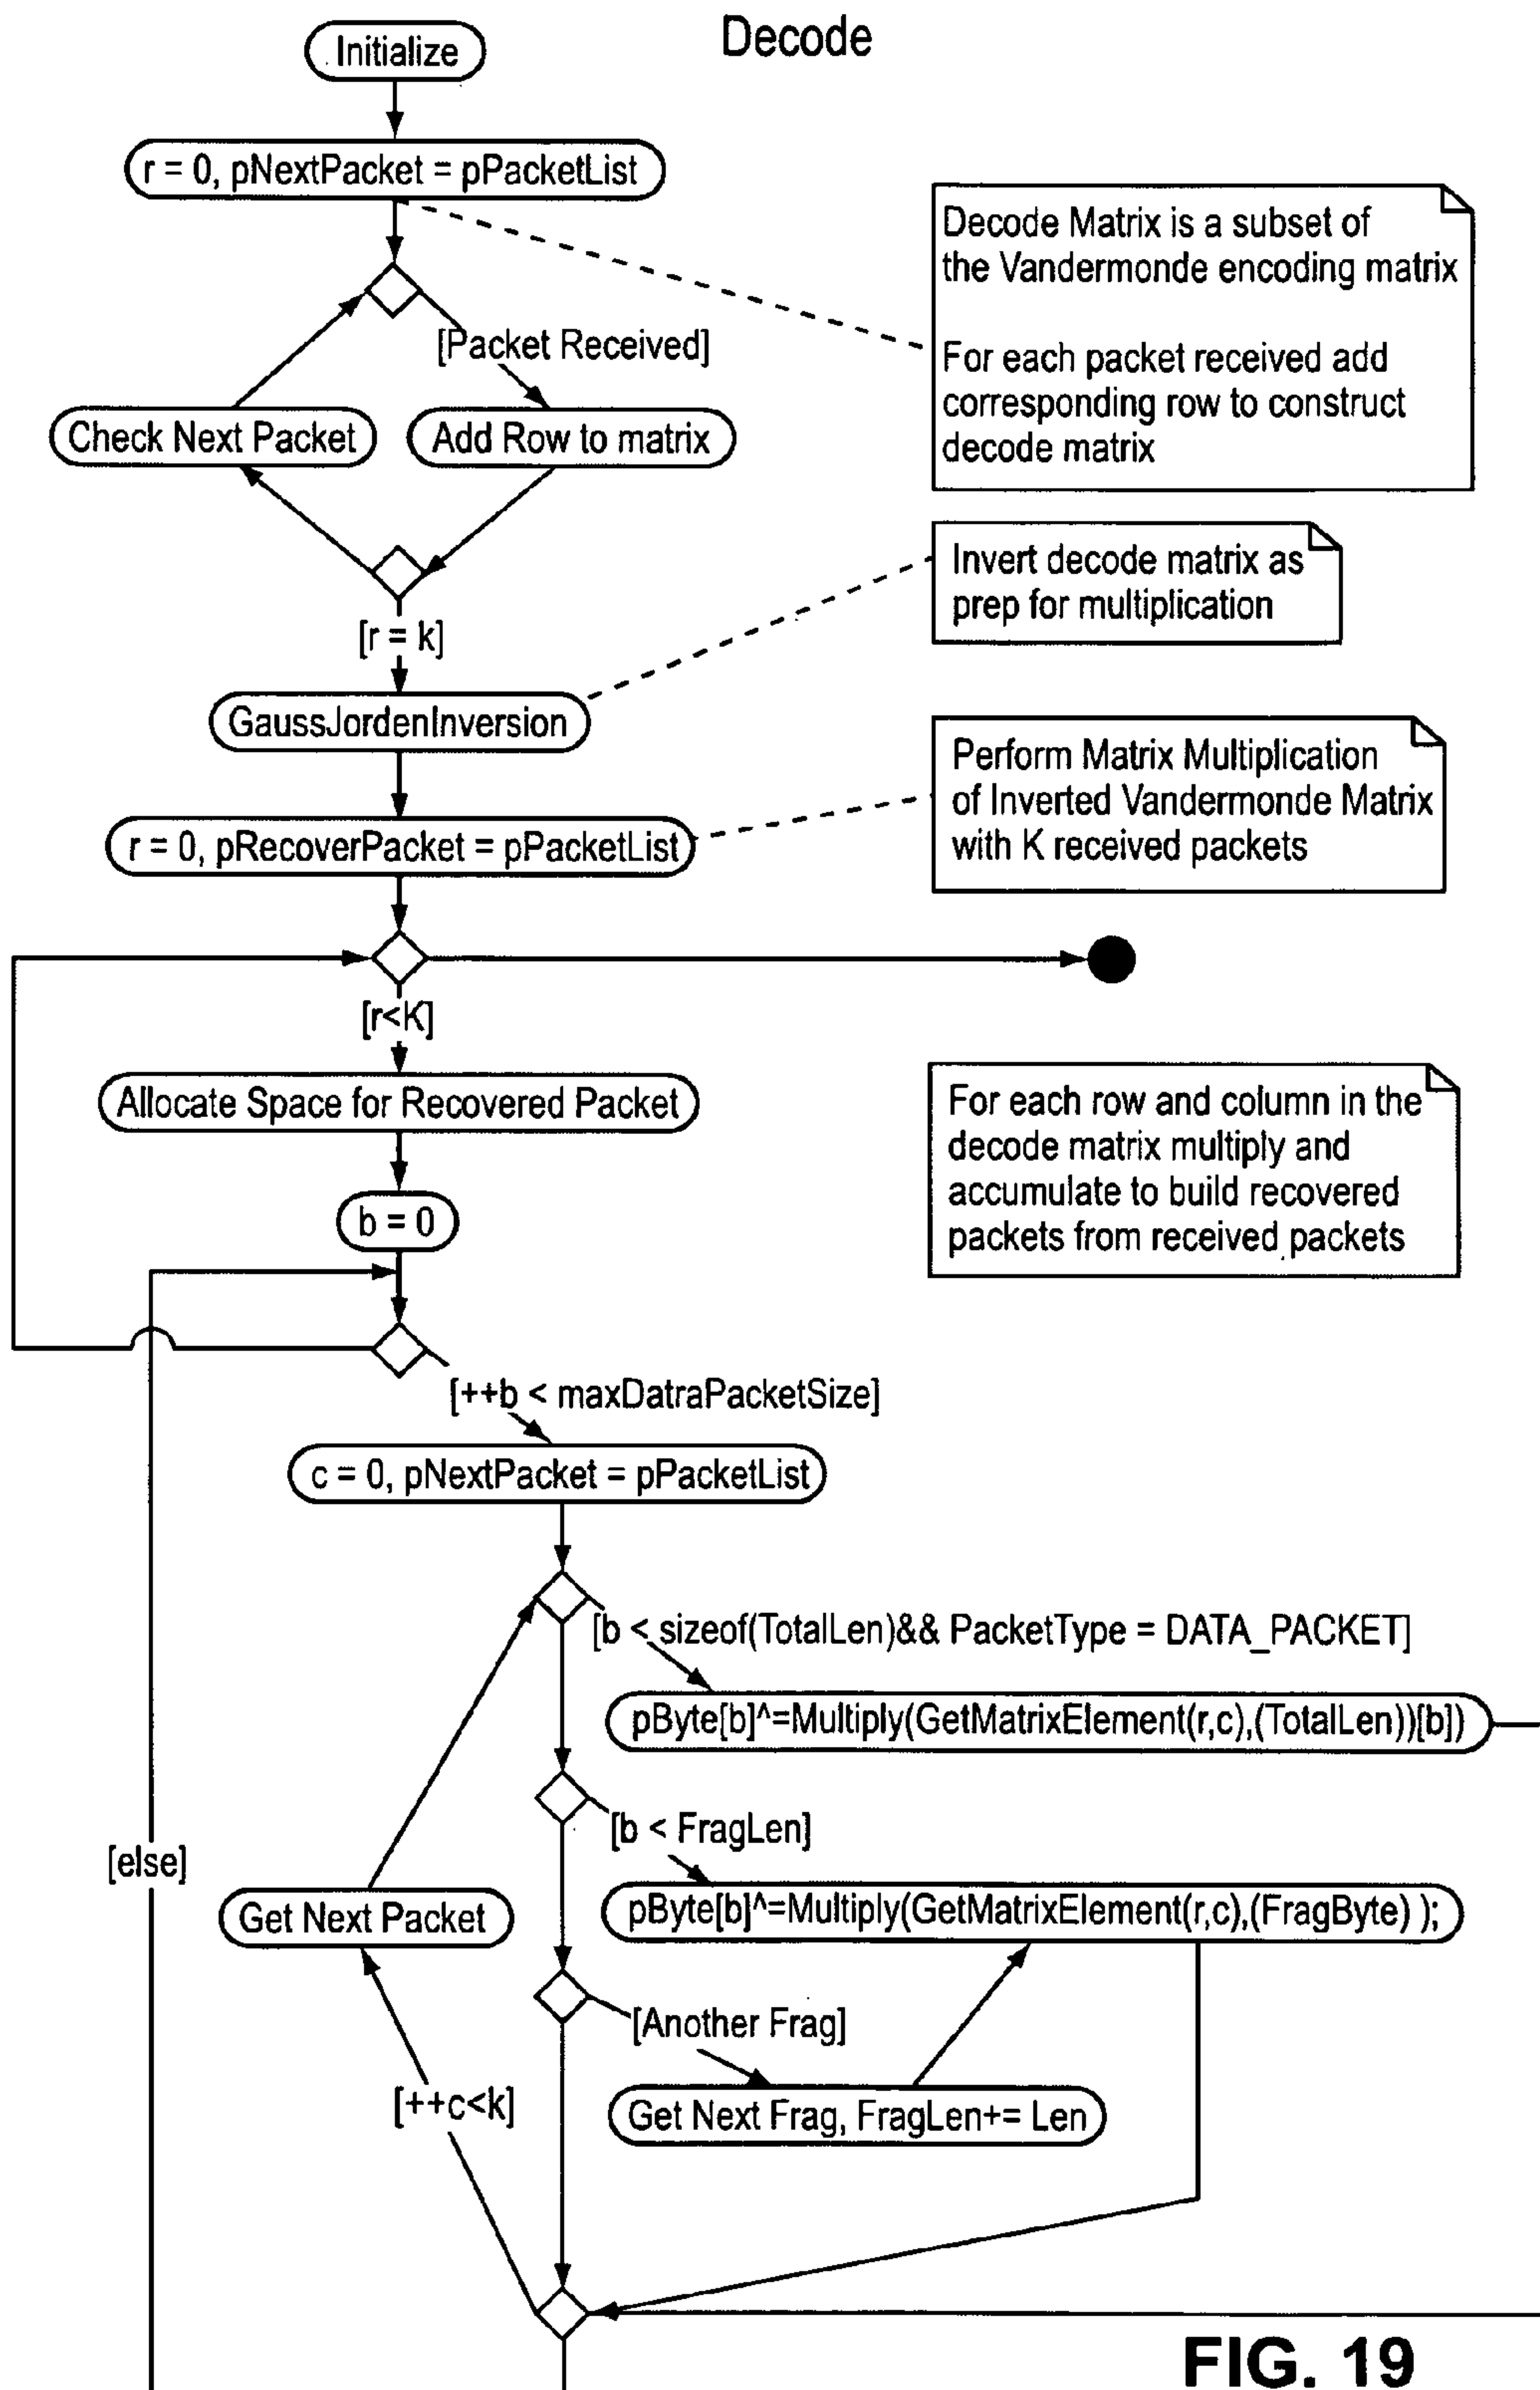 Decode
Initialize
r = 0, pNextPacket = pPacketList
Decode Matrix is a subset of
the Vandermonde encoding matrix
For each packet received add
corresponding row to construct
decode matrix
[Packet Received]
Check Next Packet
Add Row to matrix
Invert decode matrix as
prep for multiplication
[r = k]
GaussJordenInversion
Perform Matrix Multiplication
of Inverted Vandermonde Matrix
with K received packets
r = 0, pRecoverPacket = pPacketList
[r<K]
Allocate Space for Recovered Packet
For each row and column in the
decode matrix multiply and
accumulate to build recovered
packets from received packets
b = 0
[++b < maxDatraPacketSize]
c = 0, pNextPacket = pPacketList
[b < sizeof(TotalLen)&& PacketType = DATA_PACKET]
pByte[b]^=Multiply(GetMatrixElement(r,c),(TotalLen))[b])
[b < FragLen]
[else]
Get Next Packet
pByte[b]^=Multiply(GetMatrixElement(r,c),(FragByte) );
[Another Frag]
[++c<k]
Get Next Frag, FragLen+= Len
FIG. 19